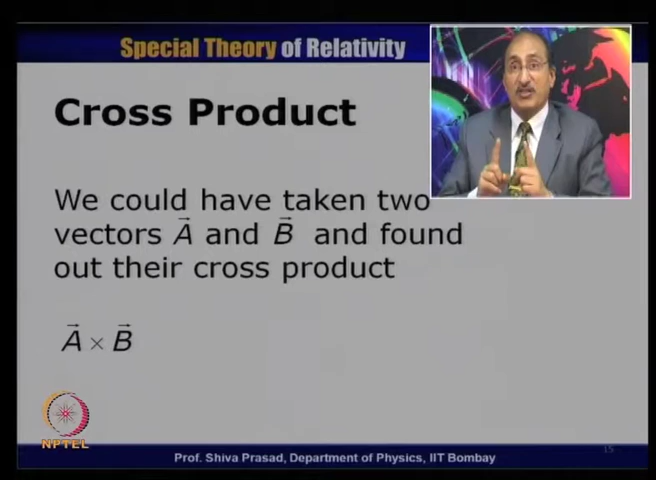 Special Theory of Relativity
Cross Product
We could have taken two
vectors A⃗ and B⃗ and found
out their cross product
A⃗ × B⃗
NPTEL
Prof. Shiva Prasad, Department of Physics, IIT Bombay
15